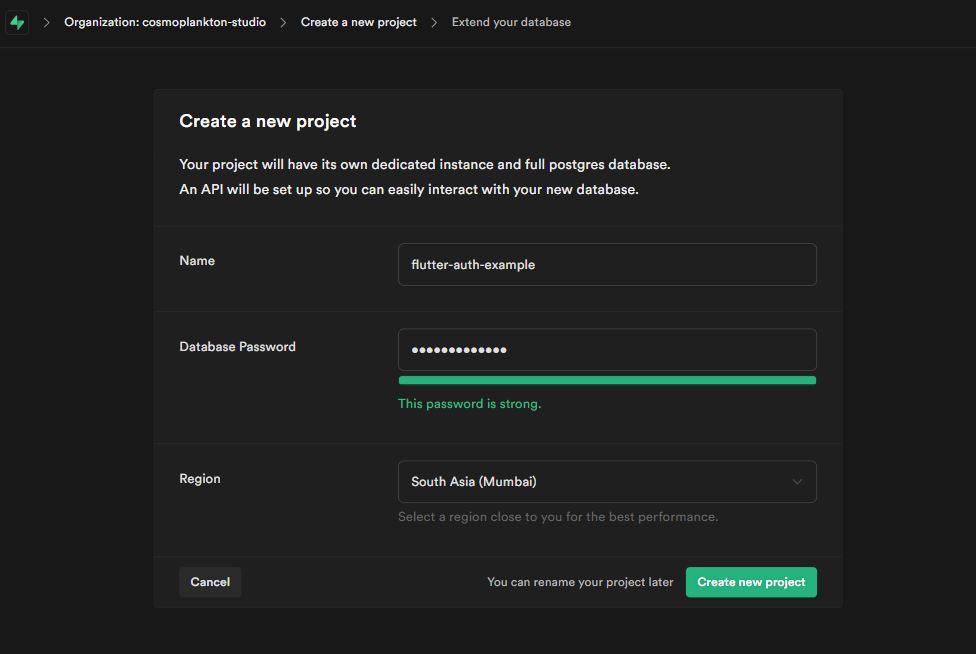 Organization: cosmoplankton-studio > Create a new project > Extend your database
Create a new project
Your project will have its own dedicated instance and full postgres database.
An API will be set up so you can easily interact with your new database.
Name
flutter-auth-example
Database Password
•••••••••••••
This password is strong.
Region
South Asia (Mumbai)
Select a region close to you for the best performance.
Cancel
You can rename your project later
Create new project